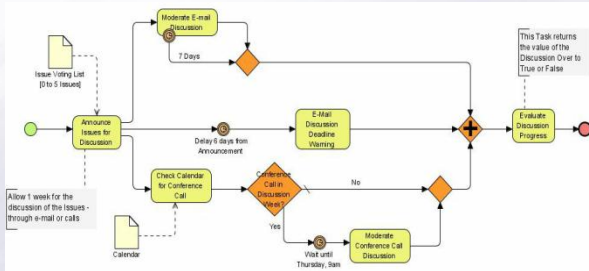 Moderate E-mail
Discussion
7 Days
This Task returns
the value of the
Discussion Over to
True or False
Issue Voting List
[0 to 5 Issues]
Announce
Issues for
Discussion
Delay 6 days from
Announcement
E-Mail
Discussion
Deadline
Warning
Evaluate
Discussion
Progress
Allow 1 week for the
discussion of the Issues -
through e-mail or calls
Check Calendar
for Conference
Call
Conference
Call in
Discussion
Week?
No
Yes
Calendar
Wait until
Thursday, 9am
Moderate
Conference Call
Discussion